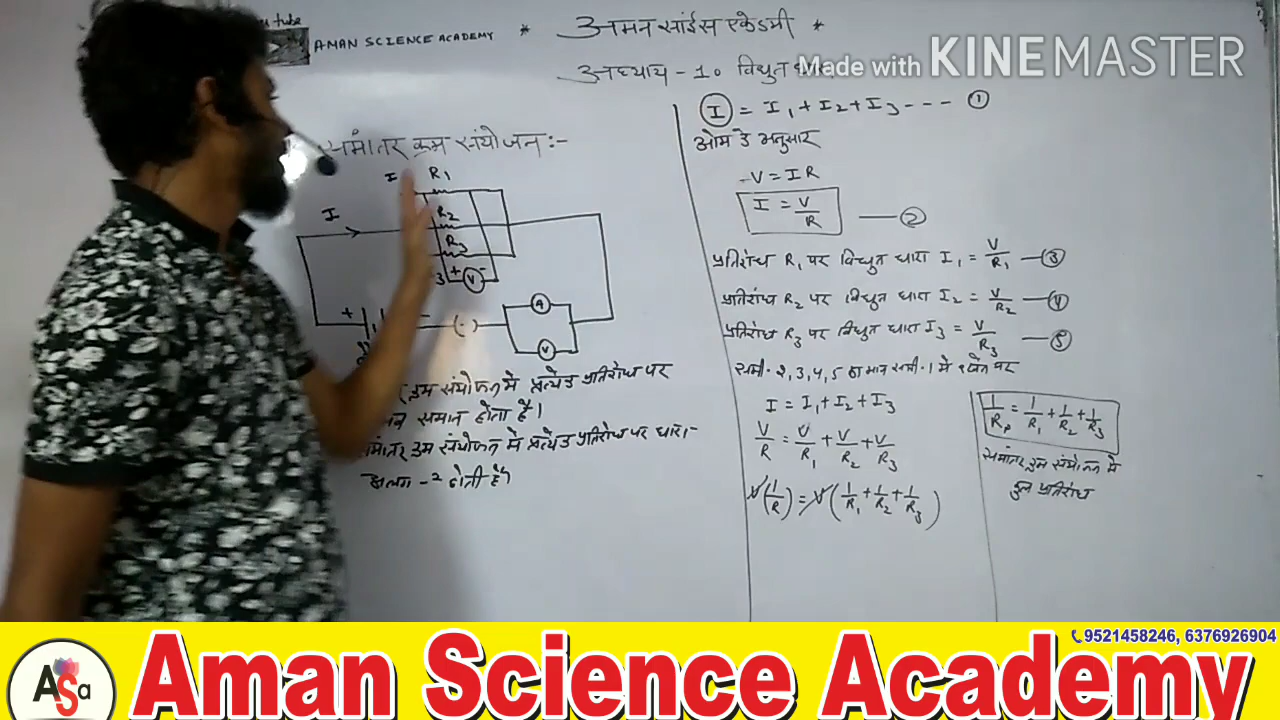 AMAN SCIENCE ACADEMY * अमन साइंस एकेडमी *
अध्याय - 10 विद्युत
Made with KINEMASTER
समांतर क्रम संयोजन :-
I R1
R2
I
R3
3 + V -
+ - ( · ) A
V
क्रम संयोजन में प्रत्येक प्रतिरोध पर
समान होता है।
समांतर क्रम संयोजन में प्रत्येक प्रतिरोध पर धारा -
अलग -2 होती है
I = I1 + I2 + I3 --- ①
ओम के अनुसार
V = IR
I = V/R — ②
प्रतिरोध R1 पर विद्युत धारा I1 = V/R1 — ③
प्रतिरोध R2 पर विद्युत धारा I2 = V/R2 — ④
प्रतिरोध R3 पर विद्युत धारा I3 = V/R3 — ⑤
समी. 2, 3, 4, 5 का मान समी. 1 में रखने पर
I = I1 + I2 + I3
V/R = V/R1 + V/R2 + V/R3
V(1/R) = V(1/R1 + 1/R2 + 1/R3)
1/Rp = 1/R1 + 1/R2 + 1/R3
समांतर क्रम संयोजन में
कुल प्रतिरोध
9521458246, 6376926904
ASa Aman Science Academy